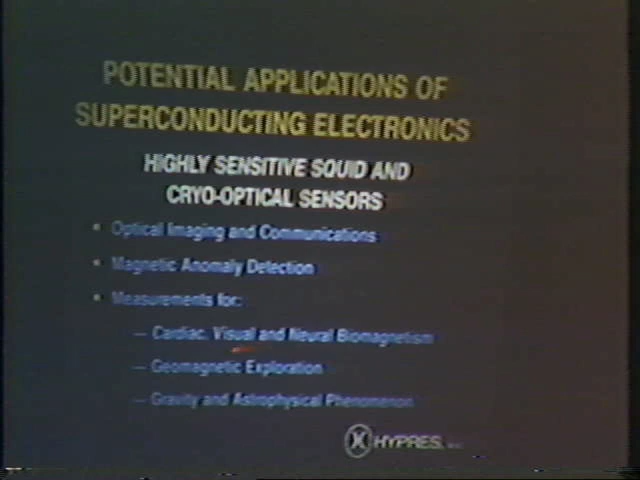 POTENTIAL APPLICATIONS OF
SUPERCONDUCTING ELECTRONICS
HIGHLY SENSITIVE SQUID AND
CRYO-OPTICAL SENSORS
• Optical Imaging and Communications
• Magnetic Anomaly Detection
• Measurements for:
— Cardiac, Visual and Neural Biomagnetism
— Geomagnetic Exploration
— Gravity and Astrophysical Phenomenon
HYPRES,